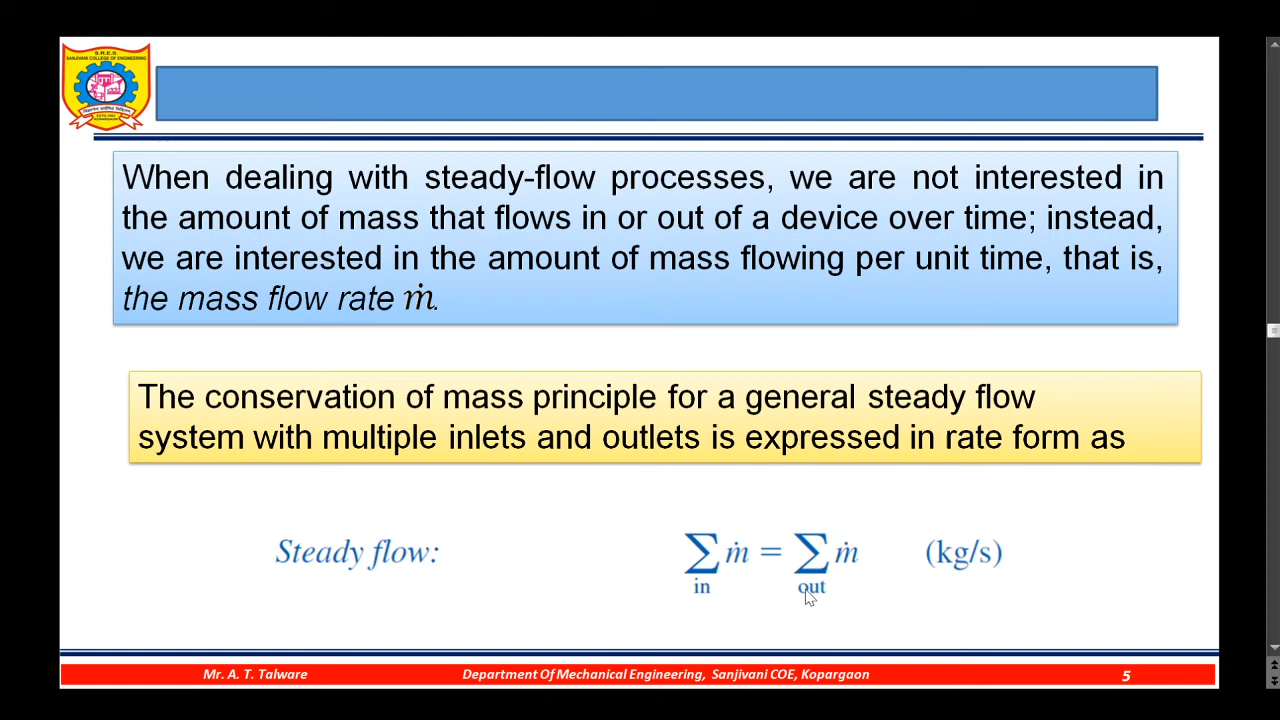 S.R.E.S.
SANJIVANI COLLEGE OF ENGINEERING
When dealing with steady-flow processes, we are not interested in
the amount of mass that flows in or out of a device over time; instead,
we are interested in the amount of mass flowing per unit time, that is,
the mass flow rate ṁ.
The conservation of mass principle for a general steady flow
system with multiple inlets and outlets is expressed in rate form as
Steady flow: ∑ ṁ = ∑ ṁ (kg/s)
in out
Mr. A. T. Talware Department Of Mechanical Engineering, Sanjivani COE, Kopargaon 5